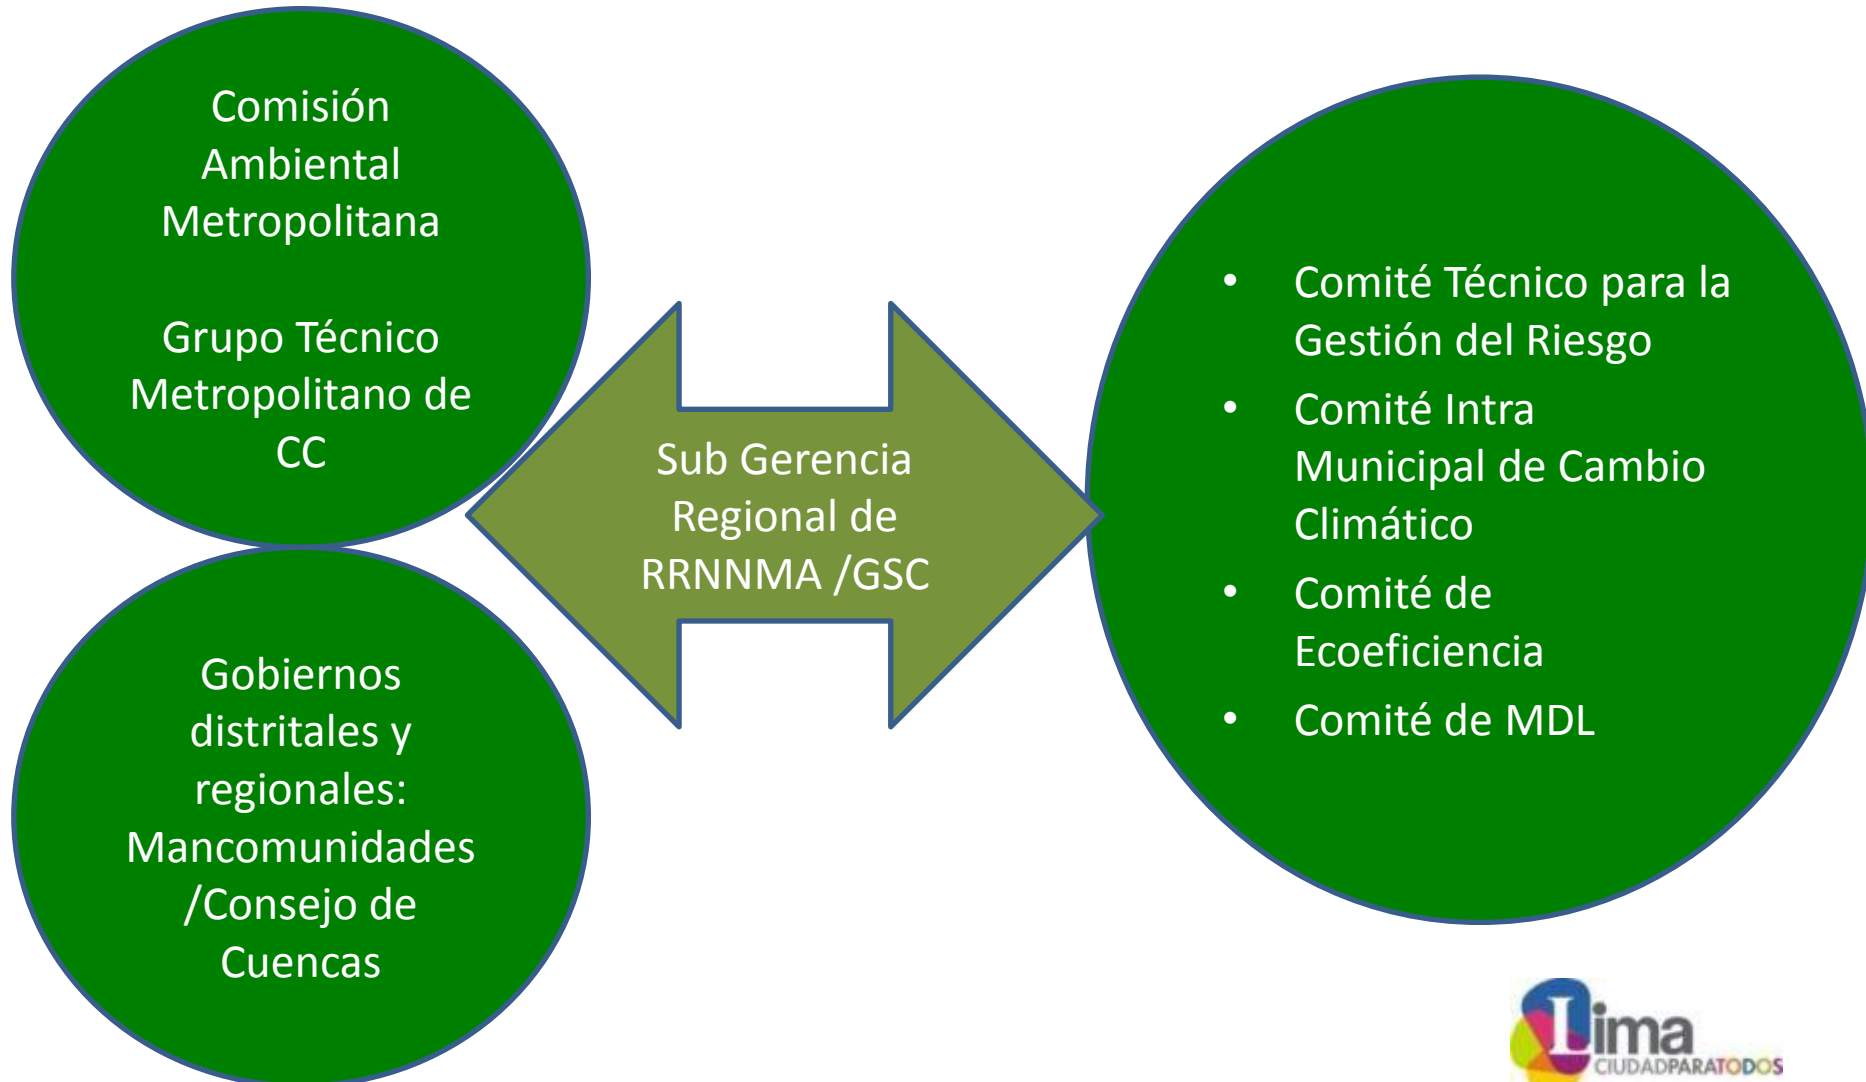 Comisión
Ambiental
Metropolitana
Grupo Técnico
Metropolitano de
CC
Gobiernos
distritales y
regionales:
Mancomunidades
/Consejo de
Cuencas
Sub Gerencia
Regional de
RRNNMA /GSC
• Comité Técnico para la
Gestión del Riesgo
• Comité Intra
Municipal de Cambio
Climático
• Comité de
Ecoeficiencia
• Comité de MDL
Lima
CIUDADPARATODOS